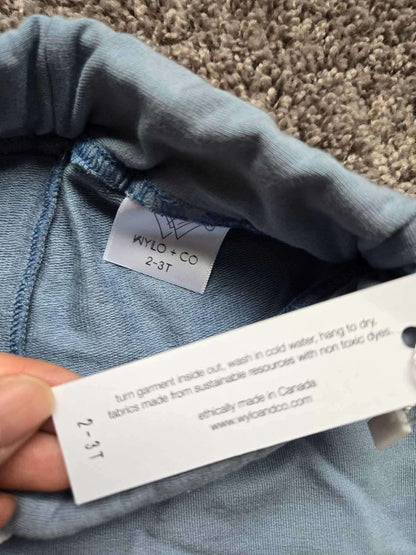 WYLO + CO
2-3T
turn garment inside out, wash in cold water, hang to dry.
fabrics made from sustainable resources with non toxic dyes.
ethically made in Canada
www.wyloandco.com
2-3T